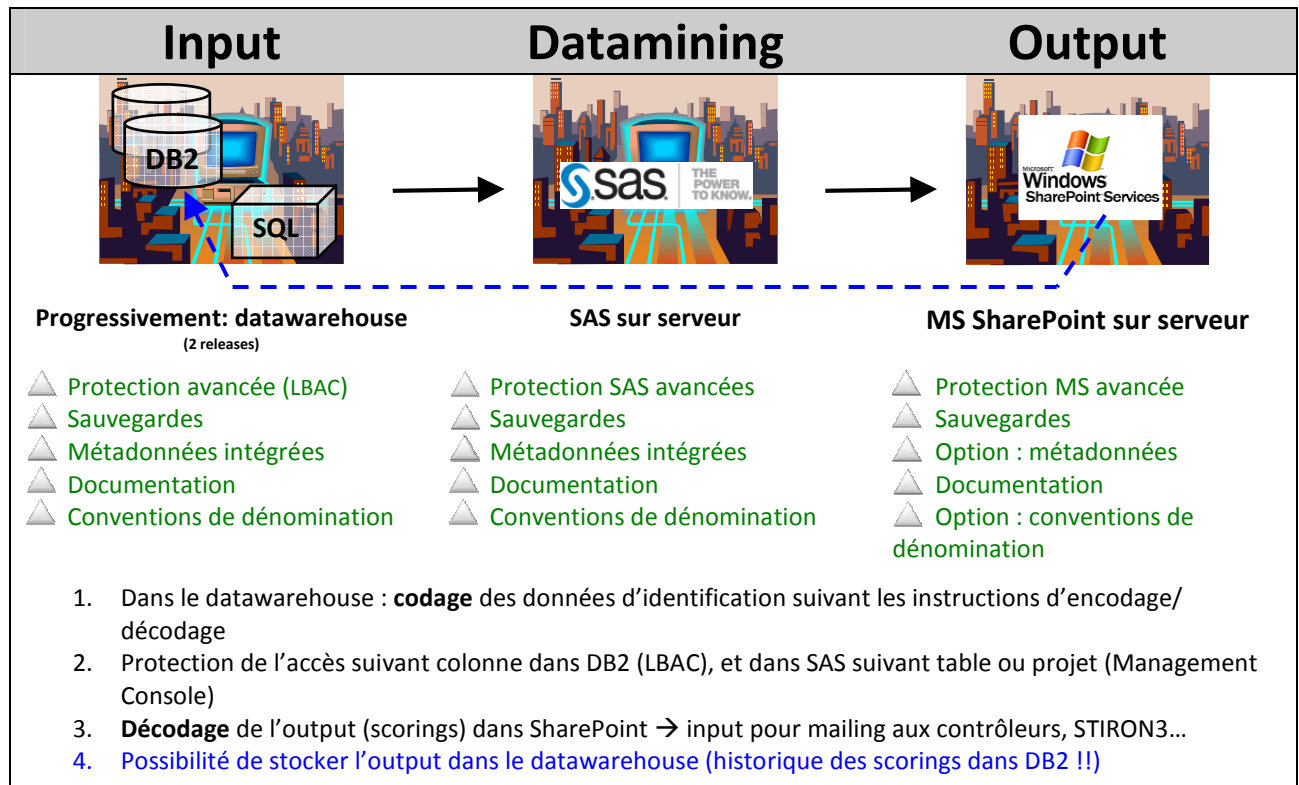 Input Datamining Output
DB2
SQL
sas THE POWER TO KNOW.
Microsoft
Windows
SharePoint Services
Progressivement: datawarehouse
(2 releases)
SAS sur serveur
MS SharePoint sur serveur
Protection avancée (LBAC)
Sauvegardes
Métadonnées intégrées
Documentation
Conventions de dénomination
Protection SAS avancées
Sauvegardes
Métadonnées intégrées
Documentation
Conventions de dénomination
Protection MS avancée
Sauvegardes
Option : métadonnées
Documentation
Option : conventions de
dénomination
1. Dans le datawarehouse : codage des données d’identification suivant les instructions d’encodage/
décodage
2. Protection de l’accès suivant colonne dans DB2 (LBAC), et dans SAS suivant table ou projet (Management
Console)
3. Décodage de l’output (scorings) dans SharePoint → input pour mailing aux contrôleurs, STIRON3…
4. Possibilité de stocker l’output dans le datawarehouse (historique des scorings dans DB2 !!)